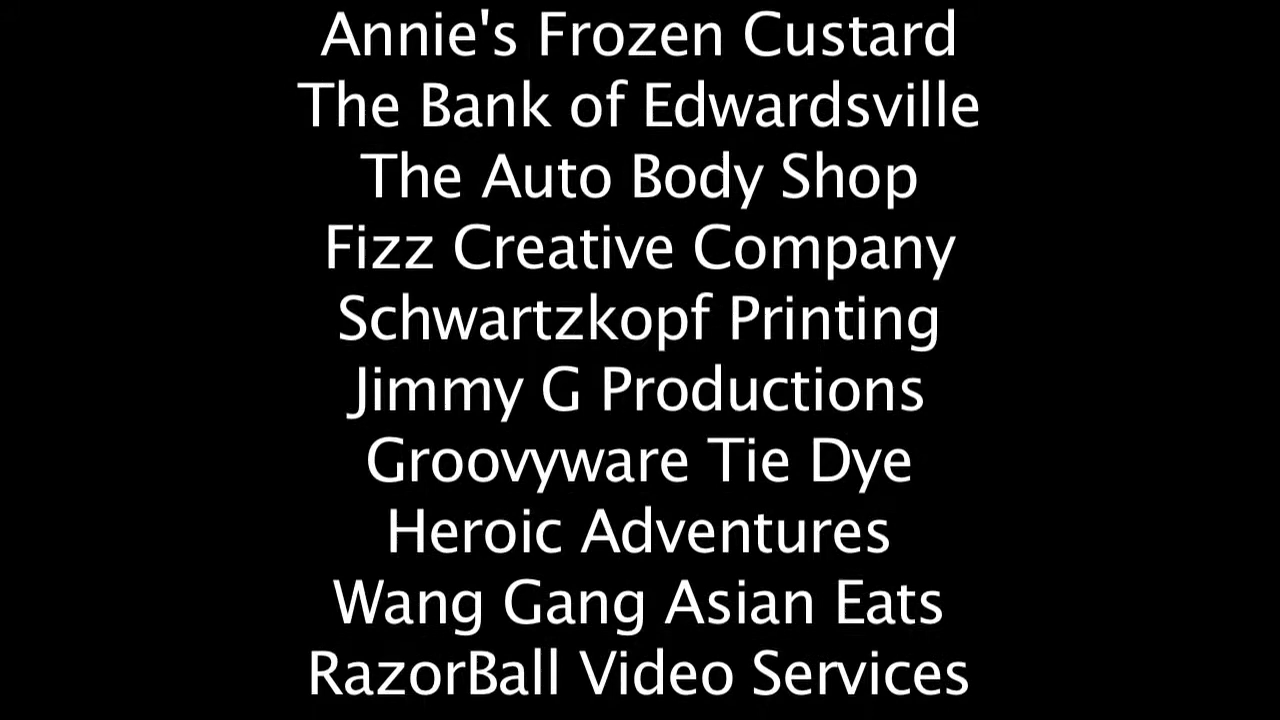 Annie's Frozen Custard
The Bank of Edwardsville
The Auto Body Shop
Fizz Creative Company
Schwartzkopf Printing
Jimmy G Productions
Groovyware Tie Dye
Heroic Adventures
Wang Gang Asian Eats
RazorBall Video Services